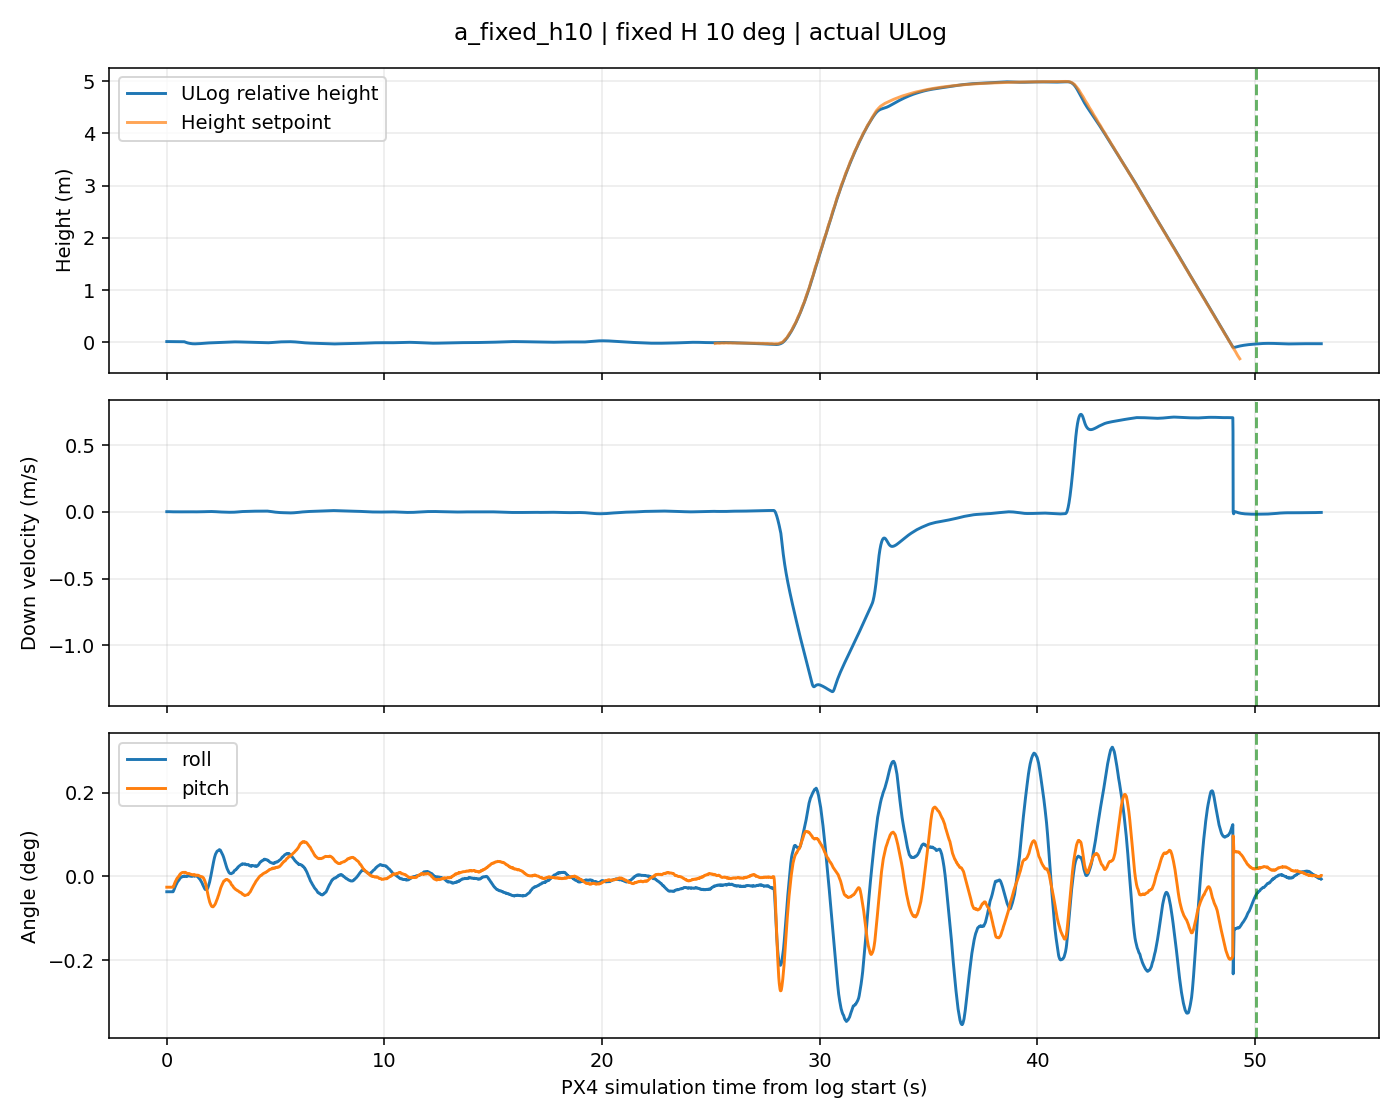 a_fixed_h10 | fixed H 10 deg | actual ULog
ULog relative height
Height setpoint
Height (m)
5
4
3
2
1
0
Down velocity (m/s)
0.5
0.0
−0.5
−1.0
roll
pitch
Angle (deg)
0.2
0.0
−0.2
0 10 20 30 40 50
PX4 simulation time from log start (s)